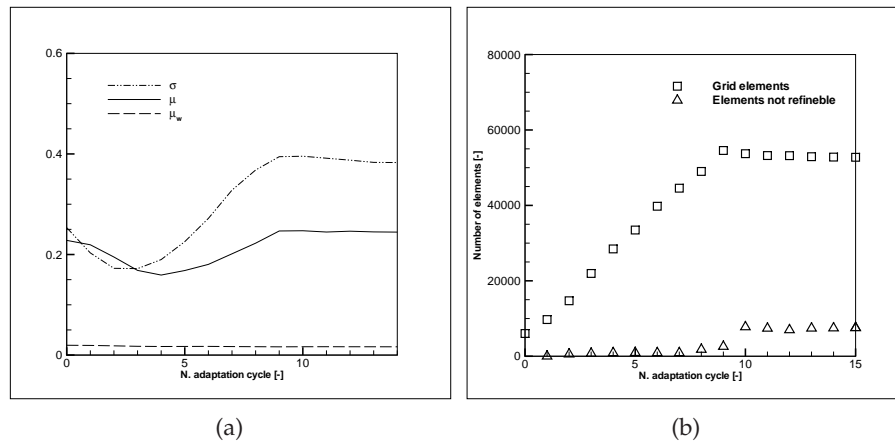 0.6
σ
μ
μw
0.4
0.2
0
0
5
10
N. adaptation cycle [-]
(a)
80000
Grid elements
Elements not refineble
60000
Number of elements [-]
40000
20000
0
0
5
10
15
N. adaptation cycle [-]
(b)